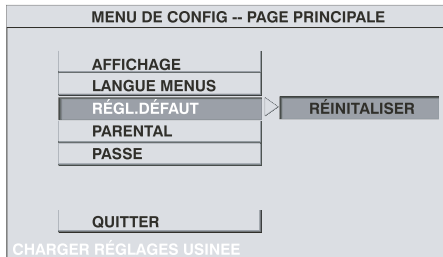 MENU DE CONFIG -- PAGE PRINCIPALE
AFFICHAGE
LANGUE MENUS
RÉGL.DÉFAUT
RÉINITALISER
PARENTAL
PASSE
QUITTER
CHARGER RÉGLAGES USINEE